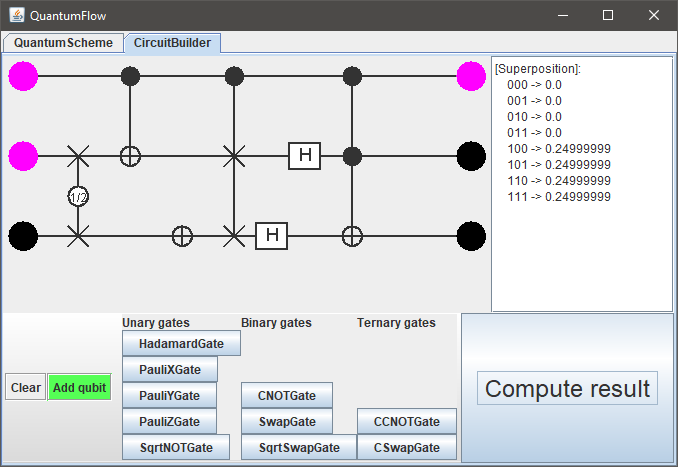 QuantumFlow
QuantumScheme CircuitBuilder
[Superposition]:
000 -> 0.0
001 -> 0.0
010 -> 0.0
011 -> 0.0
100 -> 0.24999999
101 -> 0.24999999
110 -> 0.24999999
111 -> 0.24999999
H
1/2
H
Unary gates Binary gates Ternary gates
HadamardGate
PauliXGate
PauliYGate CNOTGate
PauliZGate SwapGate CCNOTGate
SqrtNOTGate SqrtSwapGate CSwapGate
Clear Add qubit
Compute result